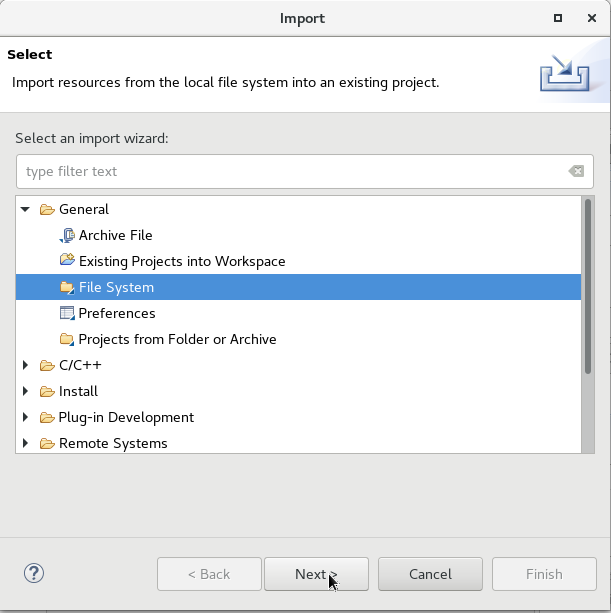 Import
Select
Import resources from the local file system into an existing project.
Select an import wizard:
type filter text
General
Archive File
Existing Projects into Workspace
File System
Preferences
Projects from Folder or Archive
C/C++
Install
Plug-in Development
Remote Systems
? < Back Next > Cancel Finish